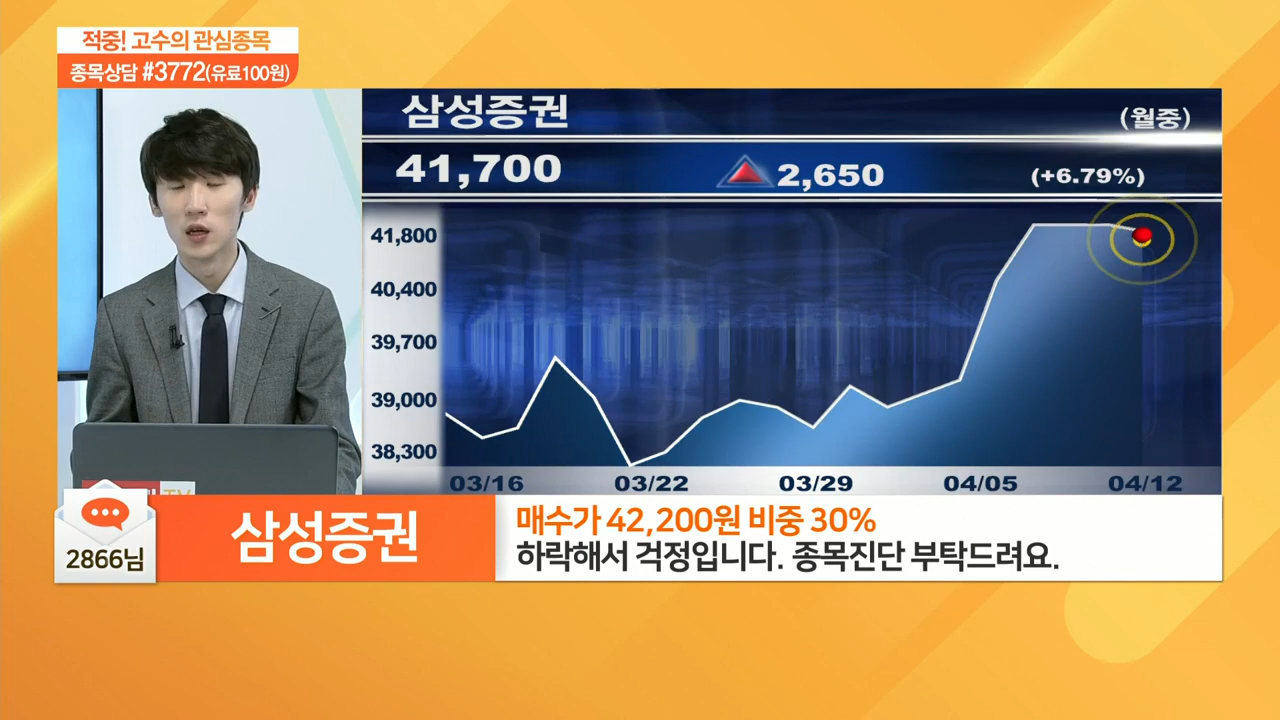 적중! 고수의 관심종목
종목상담 #3772(유료100원)
삼성증권
(월중)
41,700
2,650
(+6.79%)
41,800
40,400
39,700
39,000
38,300
03/16
03/22
03/29
04/05
04/12
TV
2866님
삼성증권
매수가 42,200원 비중 30%
하락해서 걱정입니다. 종목진단 부탁드려요.